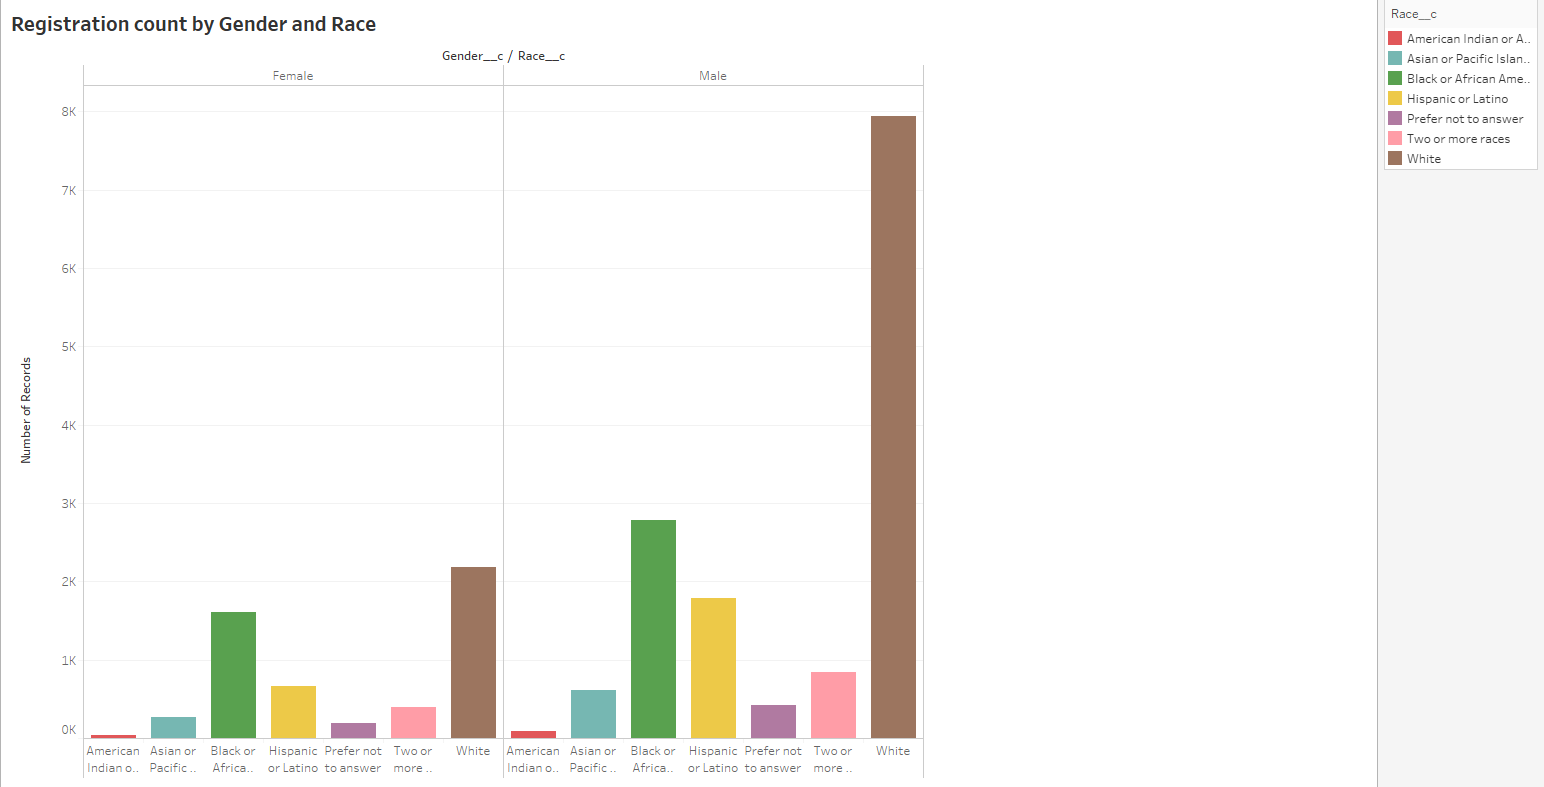 Registration count by Gender and Race
Gender__c / Race__c
Female
Male
8K
7K
6K
5K
4K
3K
2K
1K
0K
Number of Records
American Indian o..
Asian or Pacific ..
Black or Africa..
Hispanic or Latino
Prefer not to answer
Two or more ..
White
American Indian o..
Asian or Pacific ..
Black or Africa..
Hispanic or Latino
Prefer not to answer
Two or more ..
White
Race__c
American Indian or A..
Asian or Pacific Islan..
Black or African Ame..
Hispanic or Latino
Prefer not to answer
Two or more races
White